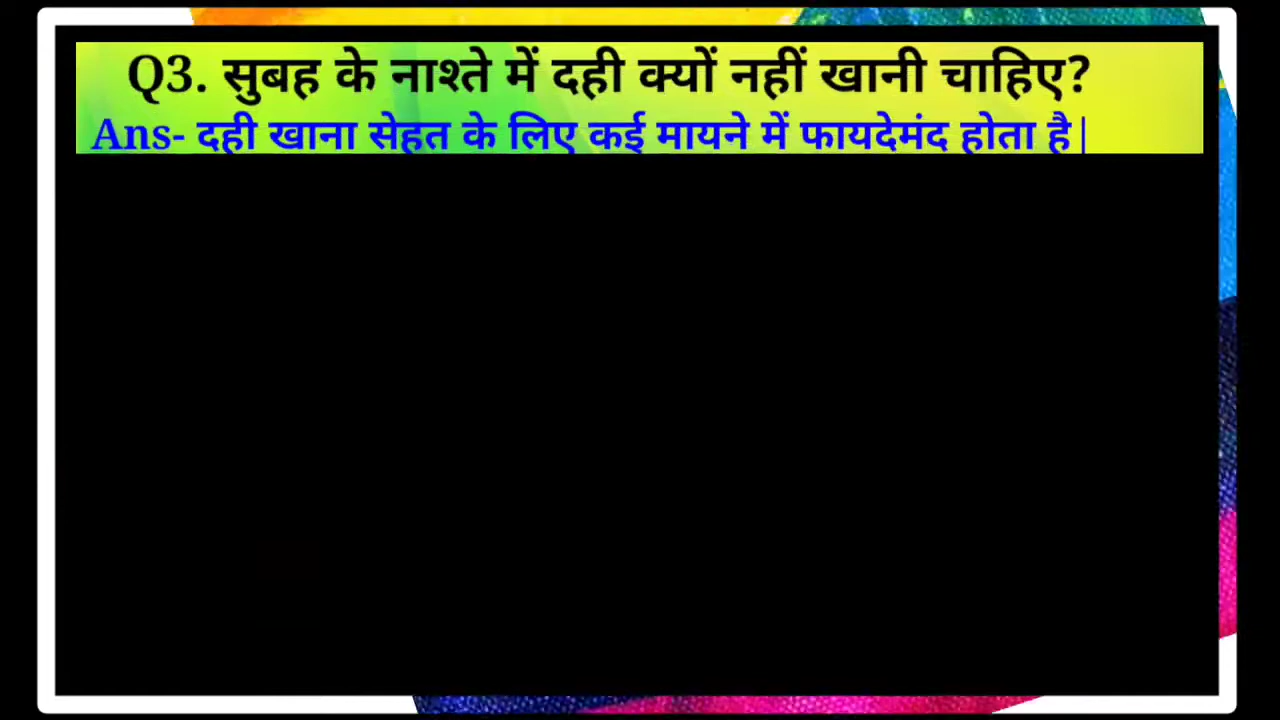 Q3. सुबह के नाश्ते में दही क्यों नहीं खानी चाहिए?
Ans- दही खाना सेहत के लिए कई मायने में फायदेमंद होता है|